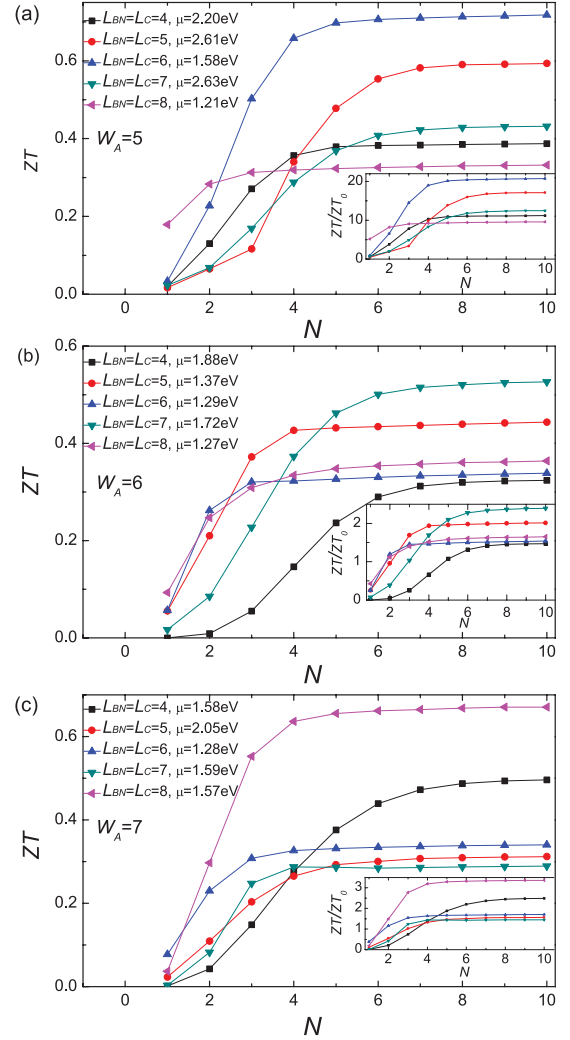 (a)
ZT
0.6
0.4
0.2
0.0
L_BN=L_C=4, μ=2.20eV
L_BN=L_C=5, μ=2.61eV
L_BN=L_C=6, μ=1.58eV
L_BN=L_C=7, μ=2.63eV
L_BN=L_C=8, μ=1.21eV
W_A=5
ZT/ZT_0
20
10
0
2 4 6 8 10
N
0 2 4 6 8 10
N
(b)
ZT
0.6
0.4
0.2
0.0
L_BN=L_C=4, μ=1.88eV
L_BN=L_C=5, μ=1.37eV
L_BN=L_C=6, μ=1.29eV
L_BN=L_C=7, μ=1.72eV
L_BN=L_C=8, μ=1.27eV
W_A=6
ZT/ZT_0
2
1
0
2 4 6 8 10
N
0 2 4 6 8 10
N
(c)
ZT
0.6
0.4
0.2
0.0
L_BN=L_C=4, μ=1.58eV
L_BN=L_C=5, μ=2.05eV
L_BN=L_C=6, μ=1.28eV
L_BN=L_C=7, μ=1.59eV
L_BN=L_C=8, μ=1.57eV
W_A=7
ZT/ZT_0
3
2
1
0
2 4 6 8 10
N
0 2 4 6 8 10
N